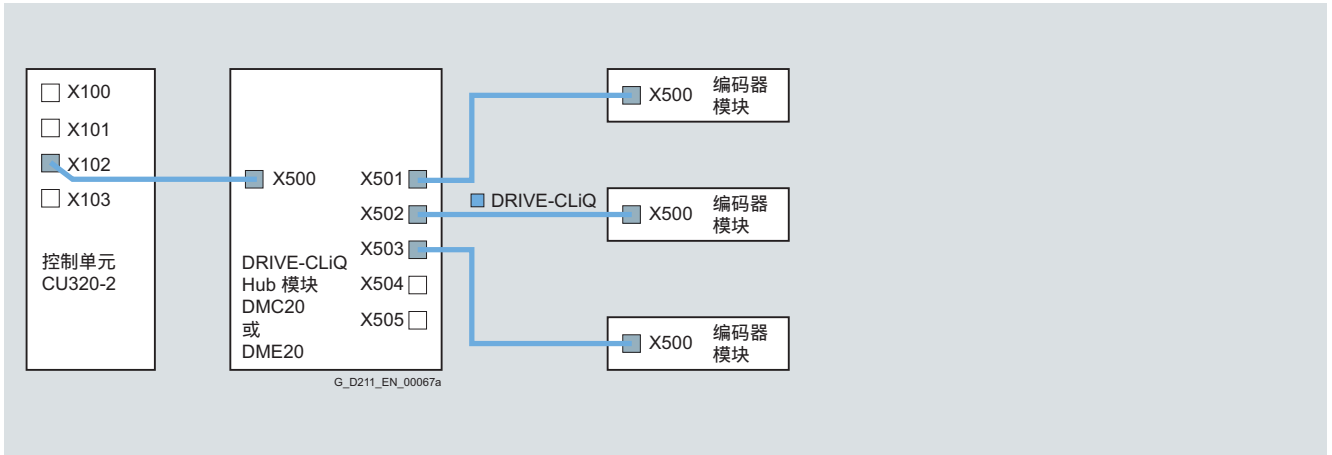 X100
X101
X102
X103
控制单元
CU320-2
X500
X501
X502
X503
X504
X505
DRIVE-CLiQ
Hub 模块
DMC20
或
DME20
G_D211_EN_00067a
DRIVE-CLiQ
X500 编码器
模块
X500 编码器
模块
X500 编码器
模块